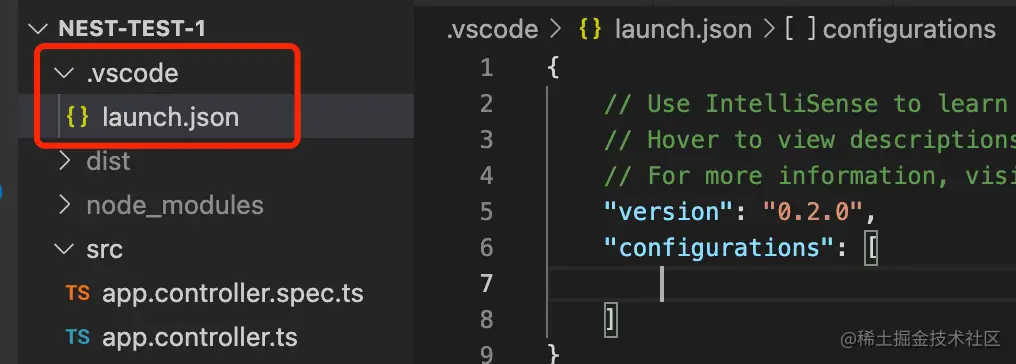 NEST-TEST-1
.vscode
{} launch.json
dist
node_modules
src
TS app.controller.spec.ts
TS app.controller.ts
.vscode > {} launch.json > [ ] configurations
1 {
2 // Use IntelliSense to learn
3 // Hover to view descriptions
4 // For more information, visi
5 "version": "0.2.0",
6 "configurations": [
7
8 ]
9 }
@稀土掘金技术社区